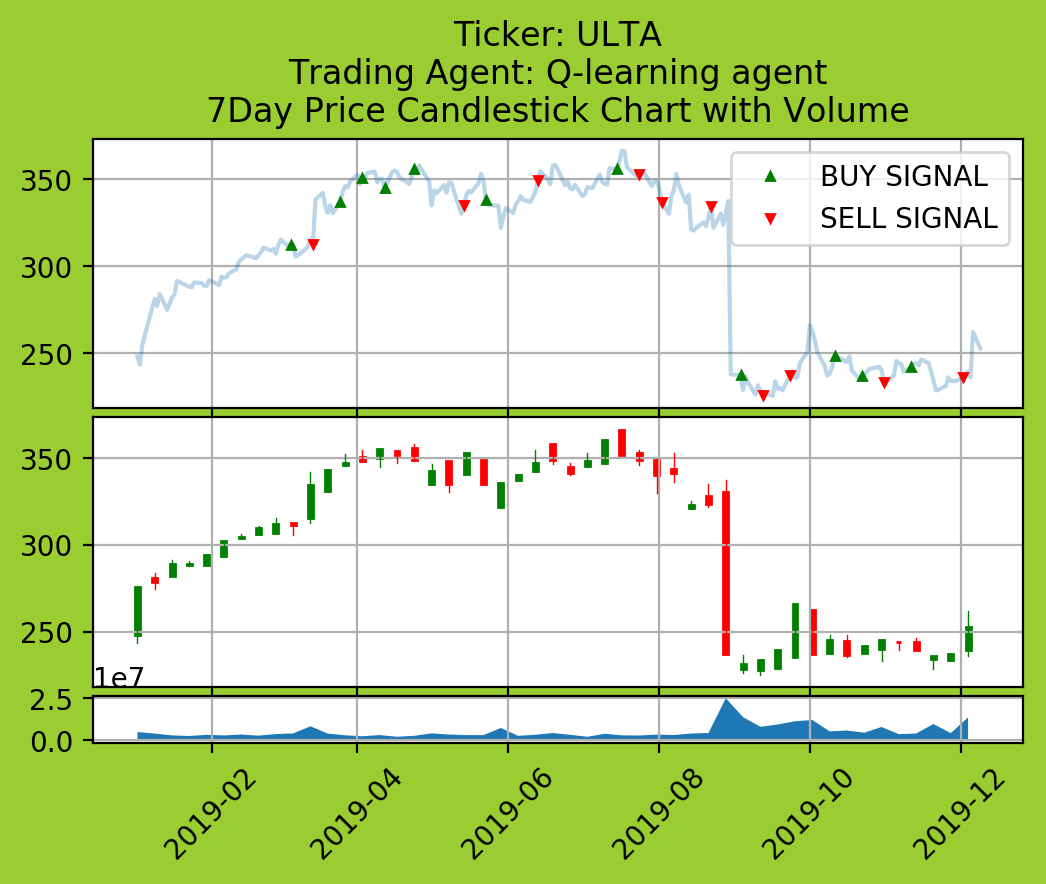 Ticker: ULTA
Trading Agent: Q-learning agent
7Day Price Candlestick Chart with Volume
350
300
250
BUY SIGNAL
SELL SIGNAL
350
300
250
1e7
2.5
0.0
2019-02
2019-04
2019-06
2019-08
2019-10
2019-12